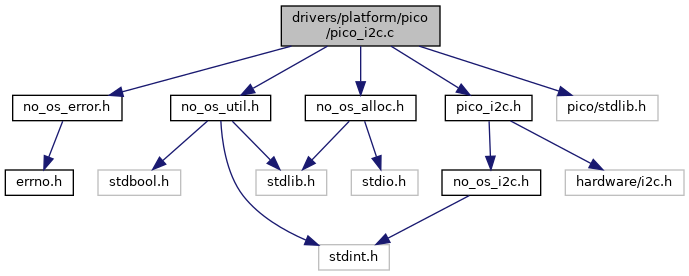 drivers/platform/pico
/pico_i2c.c
no_os_error.h
no_os_util.h
no_os_alloc.h
pico_i2c.h
pico/stdlib.h
errno.h
stdbool.h
stdlib.h
stdio.h
no_os_i2c.h
hardware/i2c.h
stdint.h